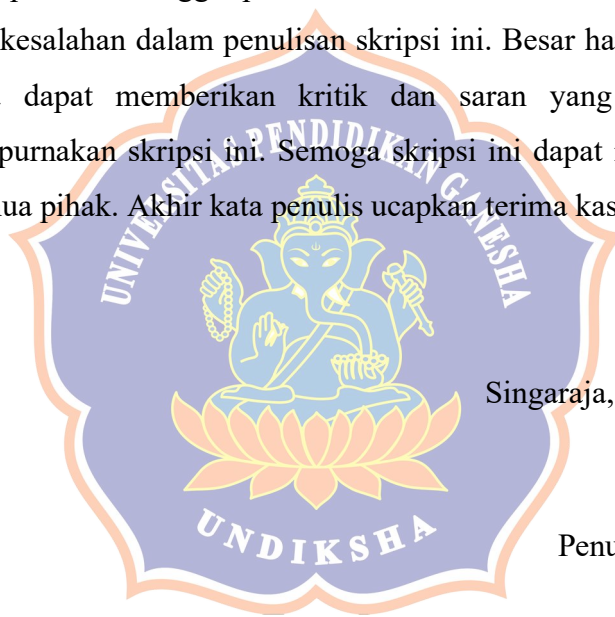 kesalahan dalam penulisan skripsi ini. Besar ha
dapat memberikan kritik dan saran yang
purnakan skripsi ini. Semoga skripsi ini dapat
ua pihak. Akhir kata penulis ucapkan terima kas
UNIVERSITAS PENDIDIKAN GANESHA
Singaraja,
UNDIKSHA
Penu